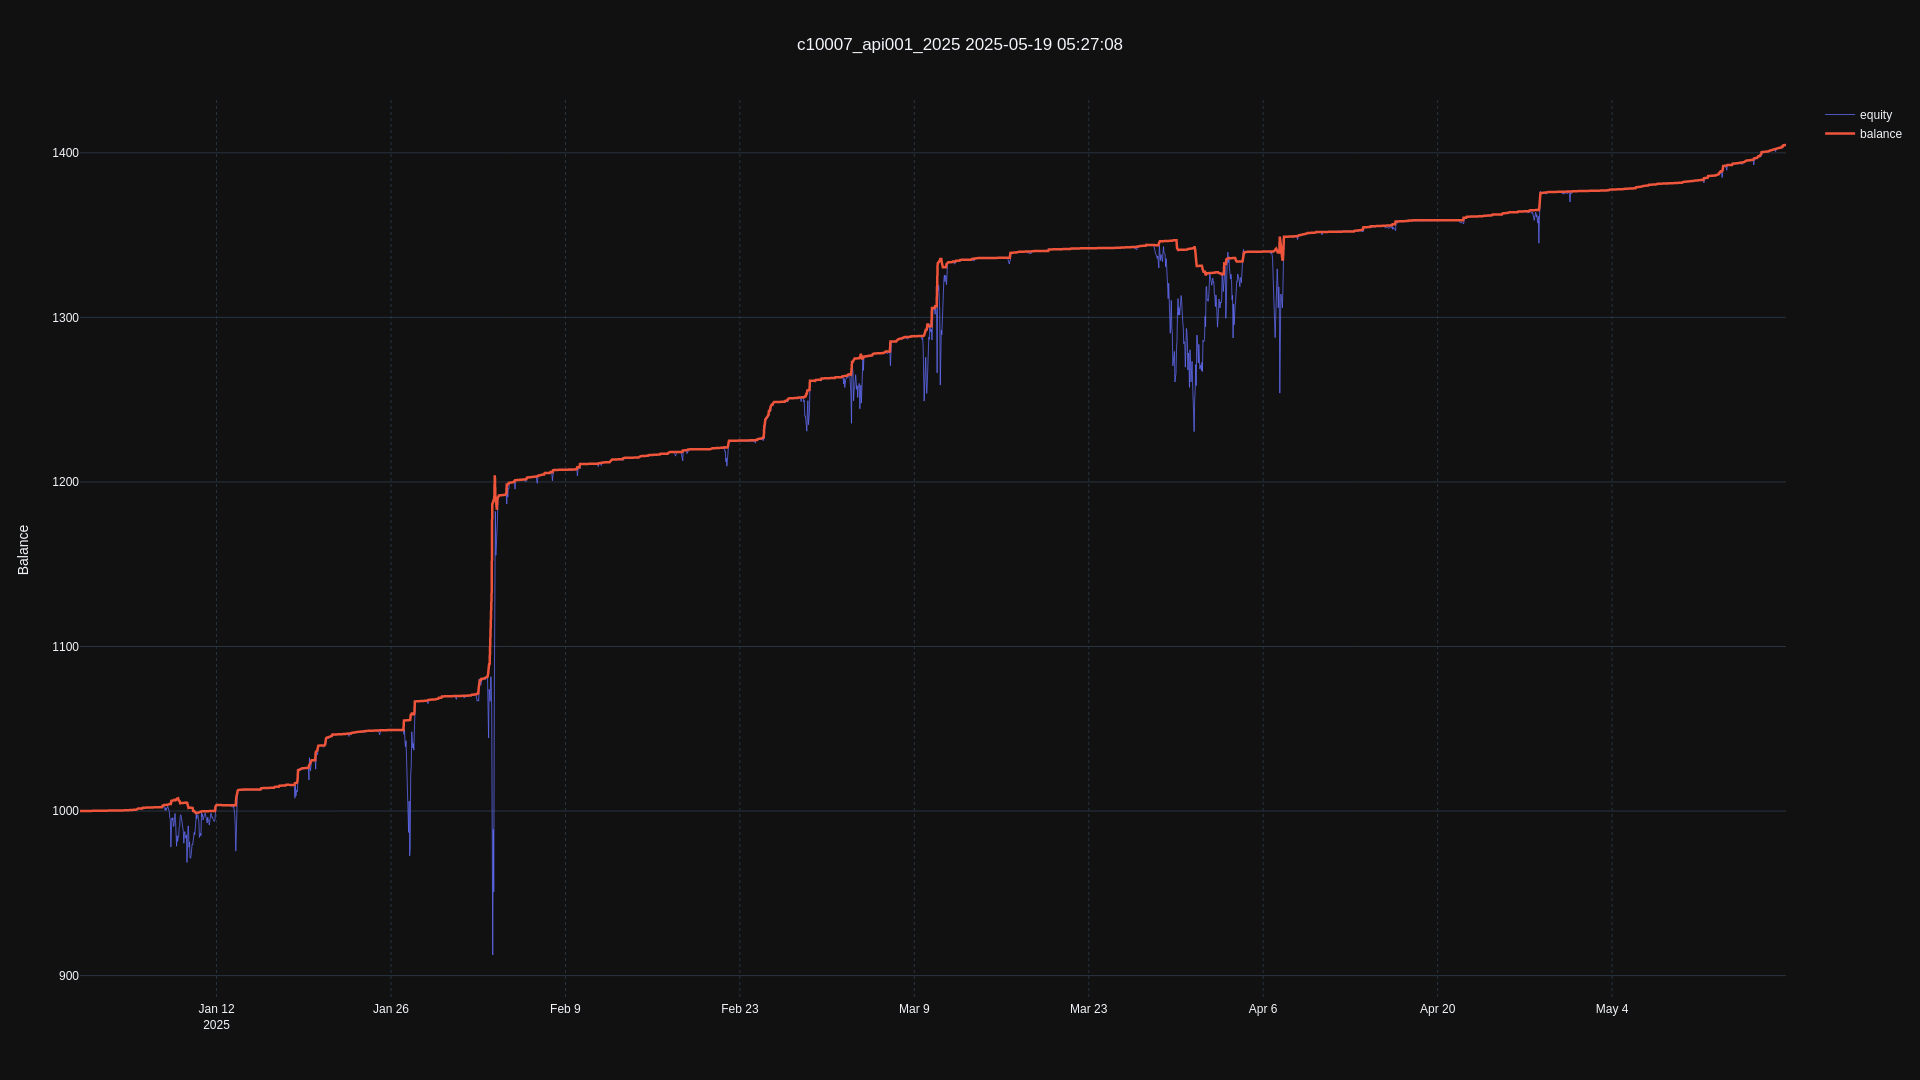 c10007_api001_2025 2025-05-19 05:27:08
equity
balance
Balance
1400
1300
1200
1100
1000
900
Jan 12
2025
Jan 26
Feb 9
Feb 23
Mar 9
Mar 23
Apr 6
Apr 20
May 4